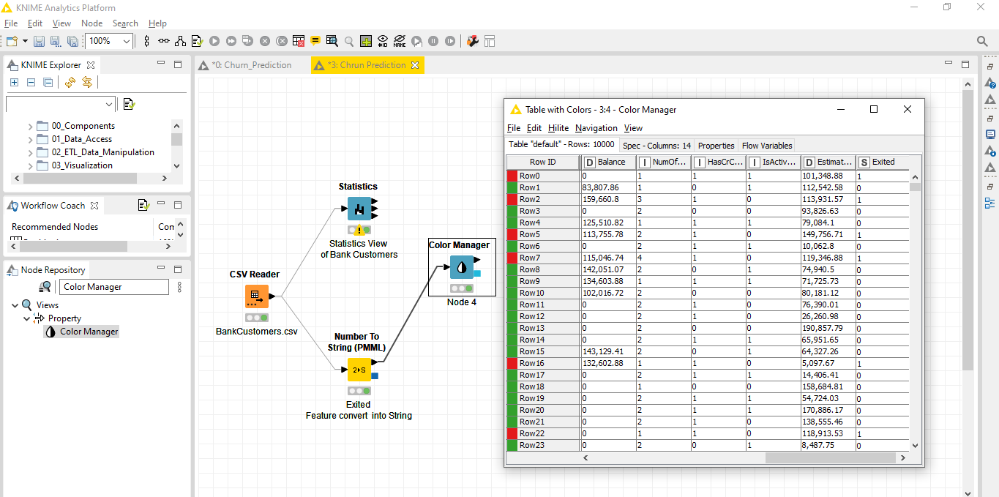 KNIME Analytics Platform
File Edit View Node Search Help
100%
KNIME Explorer
*0: Churn_Prediction
*3: Chrun Prediction
00_Components
01_Data_Access
02_ETL_Data_Manipulation
03_Visualization
Workflow Coach
Recommended Nodes Com
Node Repository
Color Manager
Views
Property
Color Manager
Statistics
Statistics View
of Bank Customers
CSV Reader
BankCustomers.csv
Number To
String (PMML)
2▸S
Exited
Feature convert into String
Color Manager
Node 4
Table with Colors - 3:4 - Color Manager
File Edit Hilite Navigation View
Table "default" - Rows: 10000 Spec - Columns: 14 Properties Flow Variables
Row ID D Balance I NumOf... I HasCrC... I IsActiv... D Estimat... S Exited
Row0 0 1 1 1 101,348.88 1
Row1 83,807.86 1 0 1 112,542.58 0
Row2 159,660.8 3 1 0 113,931.57 1
Row3 0 2 0 0 93,826.63 0
Row4 125,510.82 1 1 1 79,084.1 0
Row5 113,755.78 2 1 0 149,756.71 1
Row6 0 2 1 1 10,062.8 0
Row7 115,046.74 4 1 0 119,346.88 1
Row8 142,051.07 2 0 1 74,940.5 0
Row9 134,603.88 1 1 1 71,725.73 0
Row10 102,016.72 2 0 0 80,181.12 0
Row11 0 2 1 0 76,390.01 0
Row12 0 2 1 0 26,260.98 0
Row13 0 2 0 0 190,857.79 0
Row14 0 2 1 1 65,951.65 0
Row15 143,129.41 2 0 1 64,327.26 0
Row16 132,602.88 1 1 0 5,097.67 1
Row17 0 2 1 1 14,406.41 0
Row18 0 1 0 0 158,684.81 0
Row19 0 2 1 1 54,724.03 0
Row20 0 2 1 1 170,886.17 0
Row21 0 2 1 0 138,555.46 0
Row22 0 1 1 0 118,913.53 1
Row23 0 2 0 1 8,487.75 0